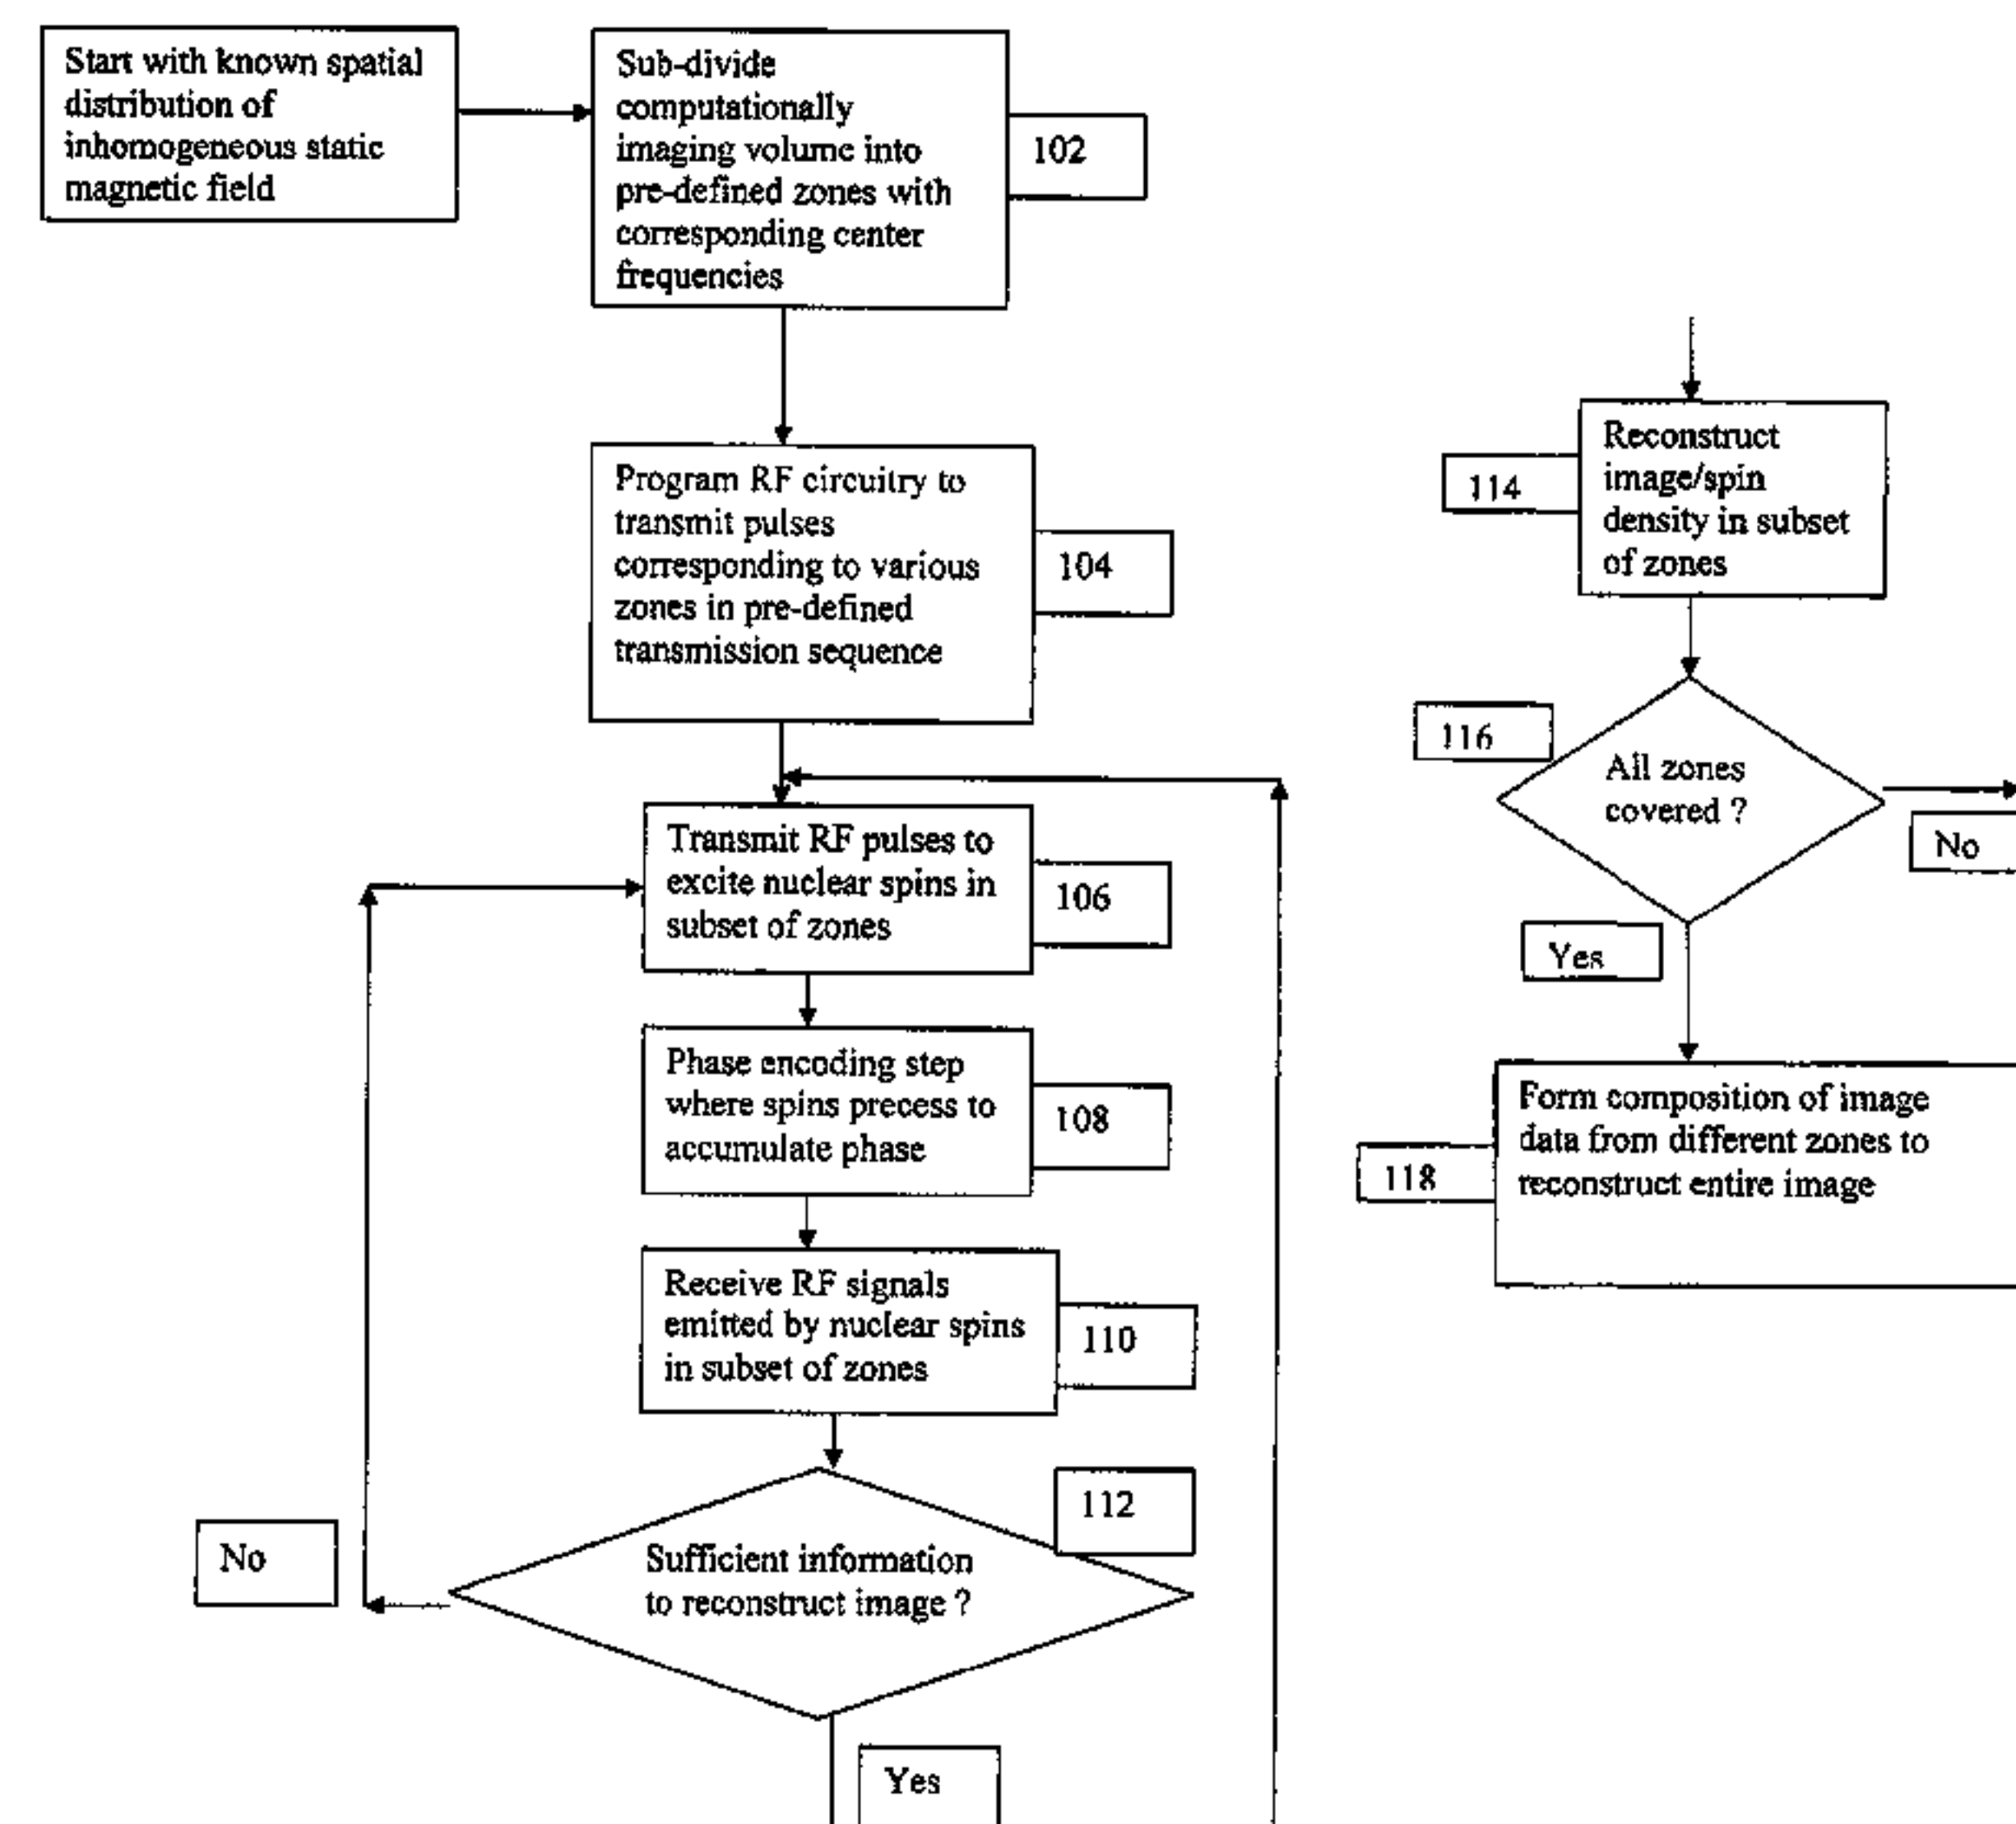 Start with known spatial
distribution of
inhomogeneous static
magnetic field
Sub-divide
computationally
imaging volume into
pre-defined zones with
corresponding center
frequencies
102
Program RF circuitry to
transmit pulses
corresponding to various
zones in pre-defined
transmission sequence
104
Transmit RF pulses to
excite nuclear spins in
subset of zones
106
Phase encoding step
where spins precess to
accumulate phase
108
Receive RF signals
emitted by nuclear spins
in subset of zones
110
Sufficient information
to reconstruct image ?
112
No
Yes
Reconstruct
image/spin
density in subset
of zones
114
All zones
covered ?
116
No
Yes
Form composition of image
data from different zones to
reconstruct entire image
118